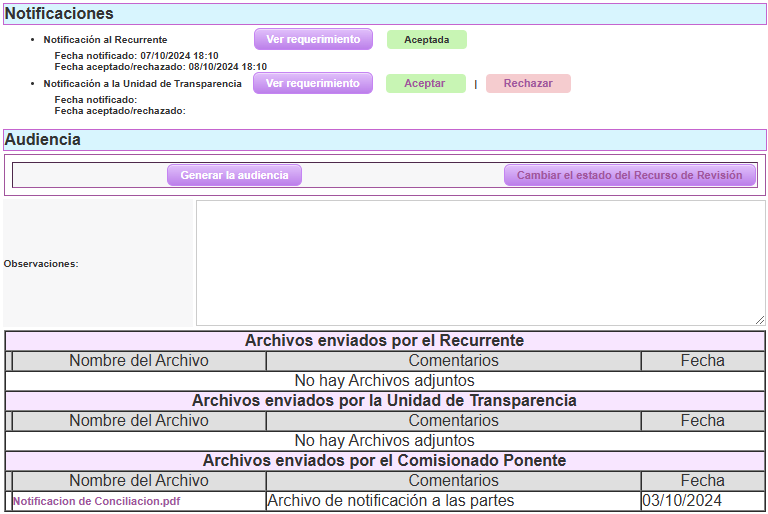 Notificaciones
Notificación al Recurrente Ver requerimiento Aceptada
Fecha notificado: 07/10/2024 18:10
Fecha aceptado/rechazado: 08/10/2024 18:10
Notificación a la Unidad de Transparencia Ver requerimiento Aceptar | Rechazar
Fecha notificado:
Fecha aceptado/rechazado:
Audiencia
Generar la audiencia Cambiar el estado del Recurso de Revisión
Observaciones:
Archivos enviados por el Recurrente
Nombre del Archivo Comentarios Fecha
No hay Archivos adjuntos
Archivos enviados por la Unidad de Transparencia
Nombre del Archivo Comentarios Fecha
No hay Archivos adjuntos
Archivos enviados por el Comisionado Ponente
Nombre del Archivo Comentarios Fecha
Notificacion de Conciliacion.pdf Archivo de notificación a las partes 03/10/2024